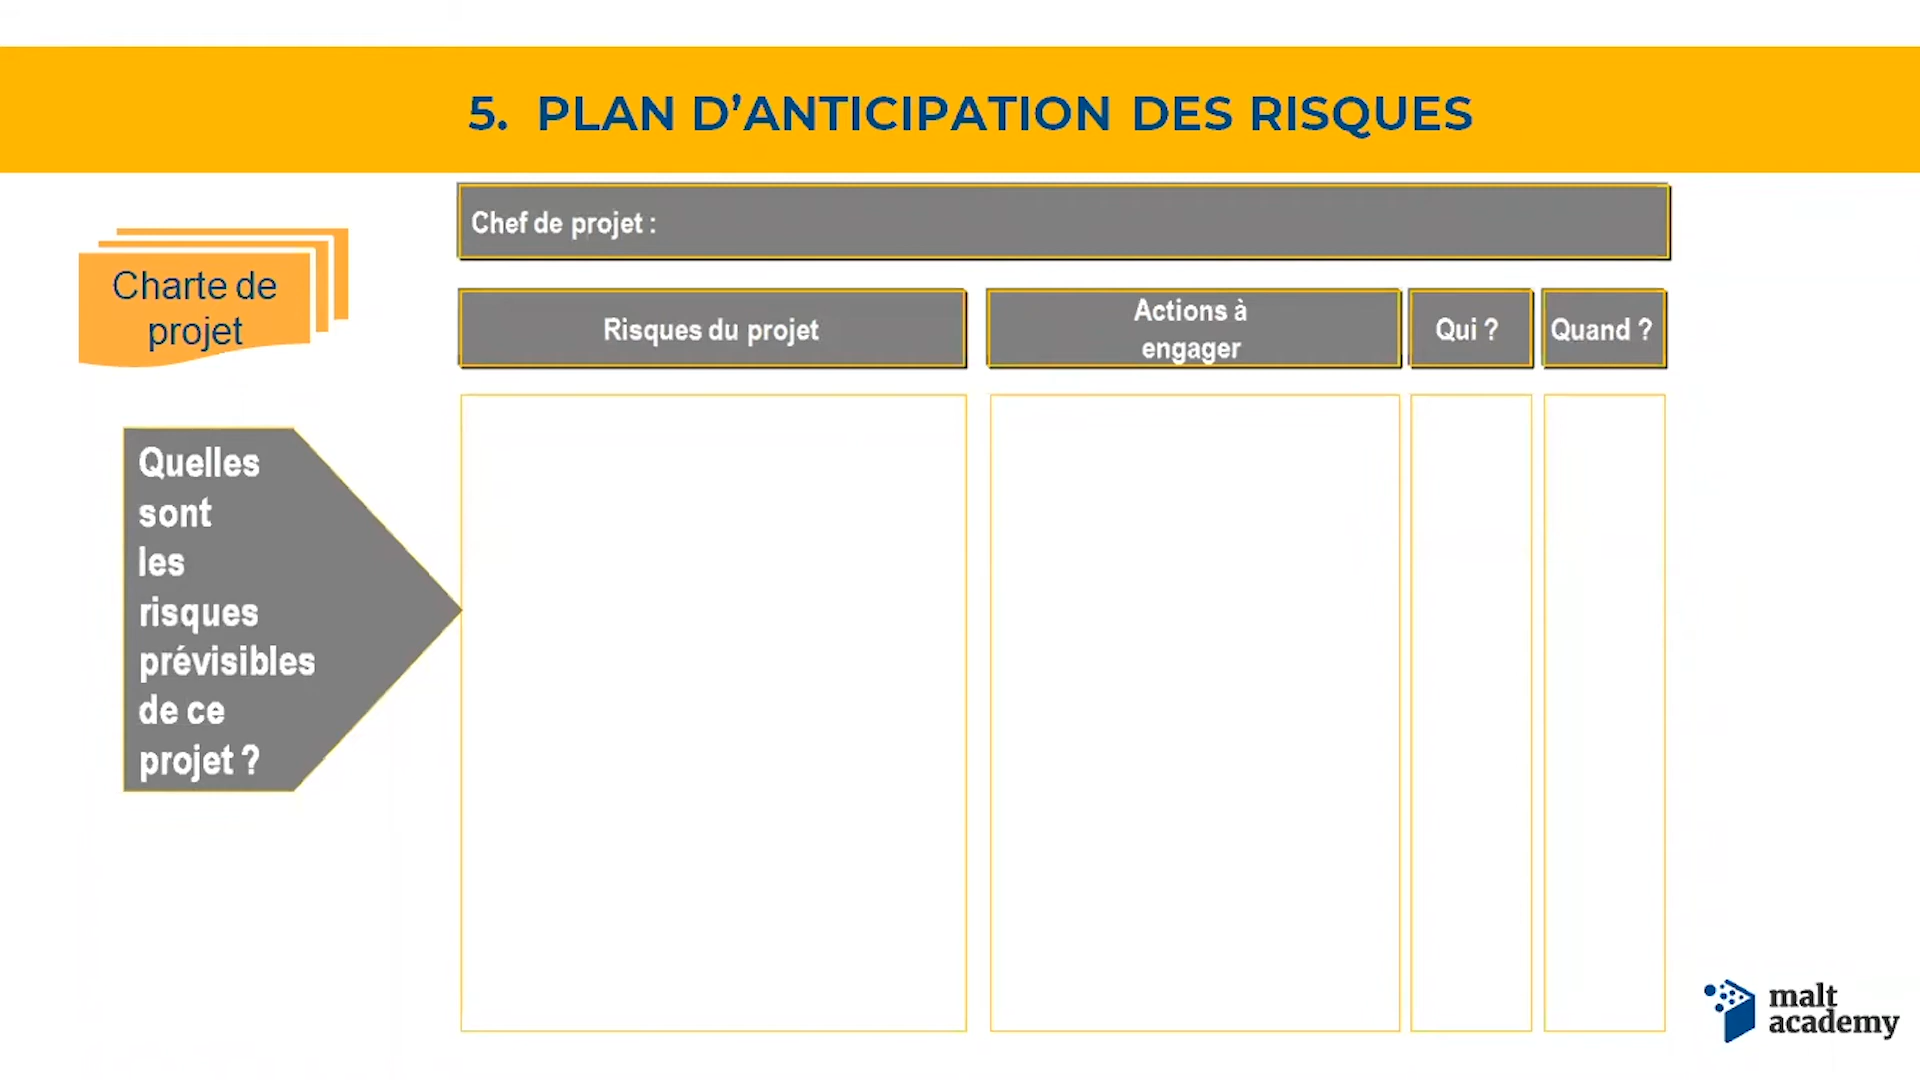 5. PLAN D’ANTICIPATION DES RISQUES
Charte de
projet
Chef de projet :
Risques du projet
Actions à
engager
Qui ?
Quand ?
Quelles
sont
les
risques
prévisibles
de ce
projet ?
malt
academy